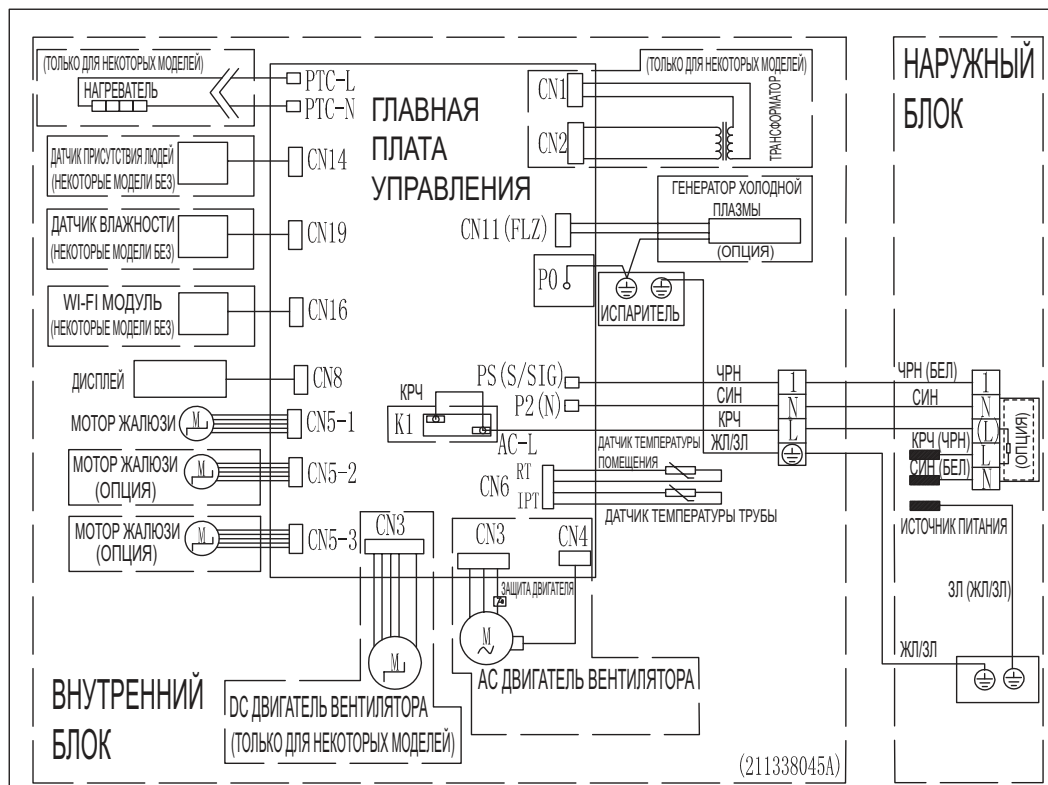 (ТОЛЬКО ДЛЯ НЕКОТОРЫХ МОДЕЛЕЙ)
НАГРЕВАТЕЛЬ
PTC-L
PTC-N
ДАТЧИК ПРИСУТСТВИЯ ЛЮДЕЙ
(НЕКОТОРЫЕ МОДЕЛИ БЕЗ)
CN14
ДАТЧИК ВЛАЖНОСТИ
(НЕКОТОРЫЕ МОДЕЛИ БЕЗ)
CN19
WI-FI МОДУЛЬ
(НЕКОТОРЫЕ МОДЕЛИ БЕЗ)
CN16
ДИСПЛЕЙ
CN8
МОТОР ЖАЛЮЗИ
M
CN5-1
МОТОР ЖАЛЮЗИ
(ОПЦИЯ)
M
CN5-2
МОТОР ЖАЛЮЗИ
(ОПЦИЯ)
M
CN5-3
ГЛАВНАЯ
ПЛАТА
УПРАВЛЕНИЯ
(ТОЛЬКО ДЛЯ НЕКОТОРЫХ МОДЕЛЕЙ)
CN1
CN2
ТРАНСФОРМАТОР
ГЕНЕРАТОР ХОЛОДНОЙ
ПЛАЗМЫ
(ОПЦИЯ)
CN11(FLZ)
P0
ИСПАРИТЕЛЬ
PS(S/SIG)
P2(N)
КРЧ
K1
AC-L
ЧРН
СИН
КРЧ
ЖЛ/ЗЛ
1
N
L
CN6
RT
IPT
ДАТЧИК ТЕМПЕРАТУРЫ
ПОМЕЩЕНИЯ
ДАТЧИК ТЕМПЕРАТУРЫ ТРУБЫ
CN3
M
DC ДВИГАТЕЛЬ ВЕНТИЛЯТОРА
(ТОЛЬКО ДЛЯ НЕКОТОРЫХ МОДЕЛЕЙ)
CN3
CN4
ЗАЩИТА ДВИГАТЕЛЯ
M
AC ДВИГАТЕЛЬ ВЕНТИЛЯТОРА
ВНУТРЕННИЙ
БЛОК
(211338045A)
НАРУЖНЫЙ
БЛОК
ЧРН (БЕЛ)
СИН
1
N
(L)
L
N
(ОПЦИЯ)
КРЧ (ЧРН)
СИН (БЕЛ)
ИСТОЧНИК ПИТАНИЯ
ЗЛ (ЖЛ/ЗЛ)
ЖЛ/ЗЛ